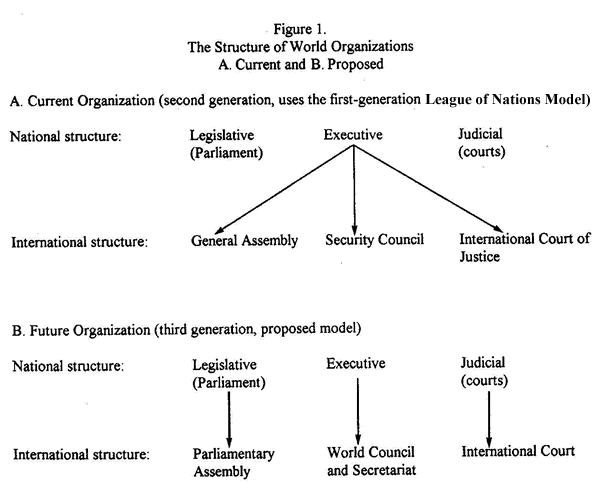 Figure 1.
The Structure of World Organizations
A. Current and B. Proposed
A. Current Organization (second generation, uses the first-generation League of Nations Model)
National structure: Legislative Executive Judicial
(Parliament) (courts)
International structure: General Assembly Security Council International Court of
Justice
B. Future Organization (third generation, proposed model)
National structure: Legislative Executive Judicial
(Parliament) (courts)
International structure: Parliamentary World Council International Court
Assembly and Secretariat